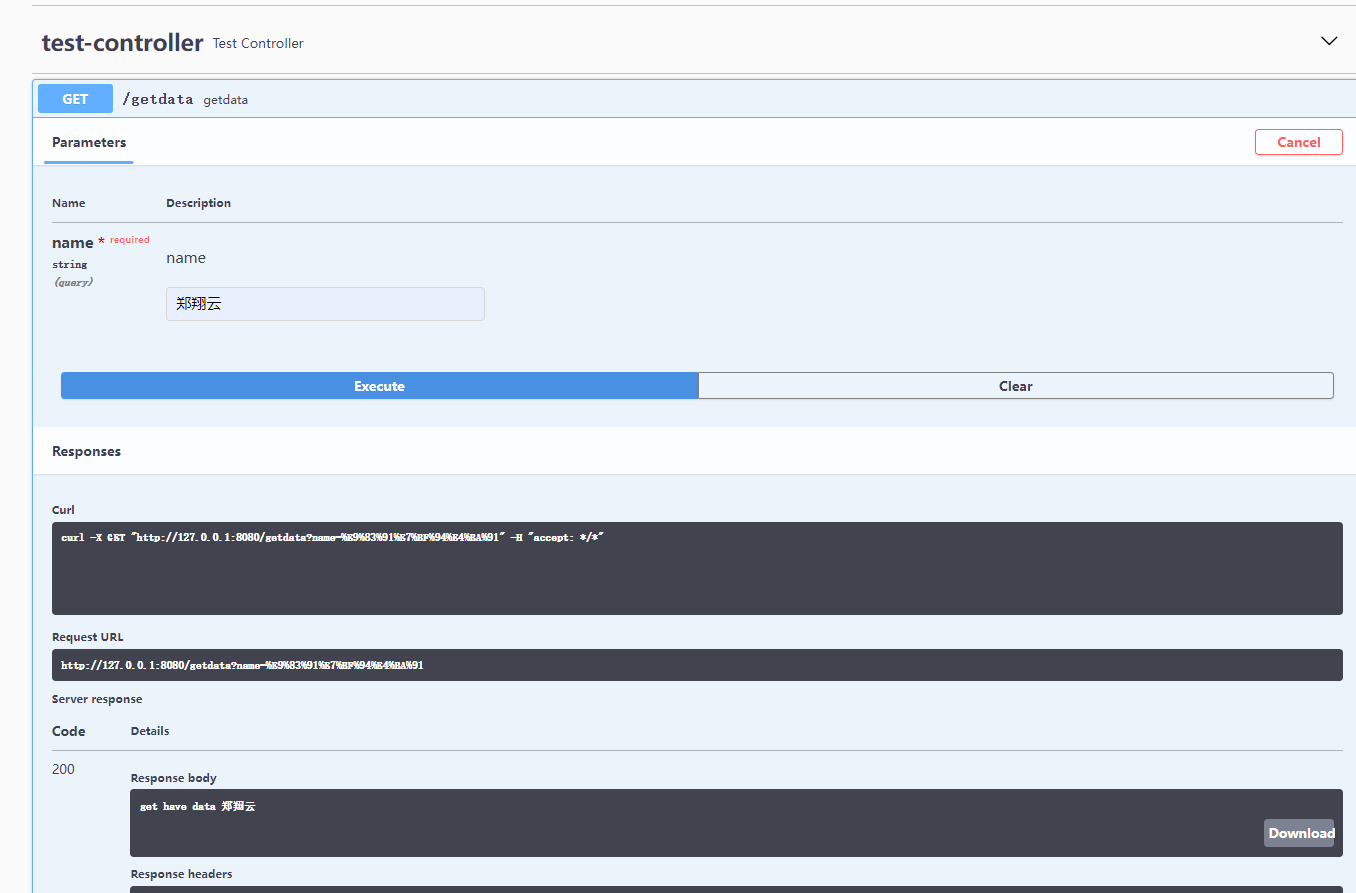 test-controller Test Controller
GET /getdata getdata
Parameters
Cancel
Name Description
name * required
string
(query)
name
郑翔云
Execute
Clear
Responses
Curl
curl -X GET "http://127.0.0.1:8080/getdata?name=%E9%83%91%E7%BF%94%E4%BA%91" -H "accept: */*"
Request URL
http://127.0.0.1:8080/getdata?name=%E9%83%91%E7%BF%94%E4%BA%91
Server response
Code Details
200
Response body
get have data 郑翔云
Download
Response headers